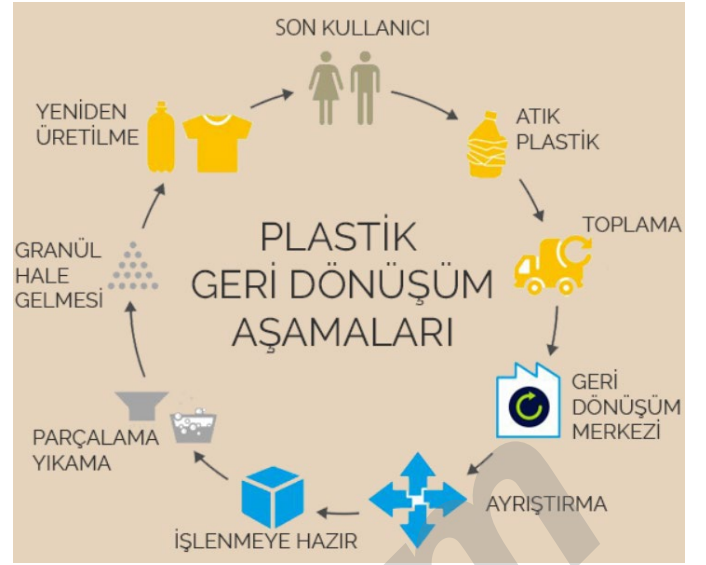 SON KULLANICI
ATIK
PLASTİK
TOPLAMA
GERİ
DÖNÜŞÜM
MERKEZİ
AYRIŞTIRMA
İŞLENMEYE HAZIR
PARÇALAMA
YIKAMA
GRANÜL
HALE
GELMESİ
YENİDEN
ÜRETİLME
PLASTİK
GERİ DÖNÜŞÜM
AŞAMALARI